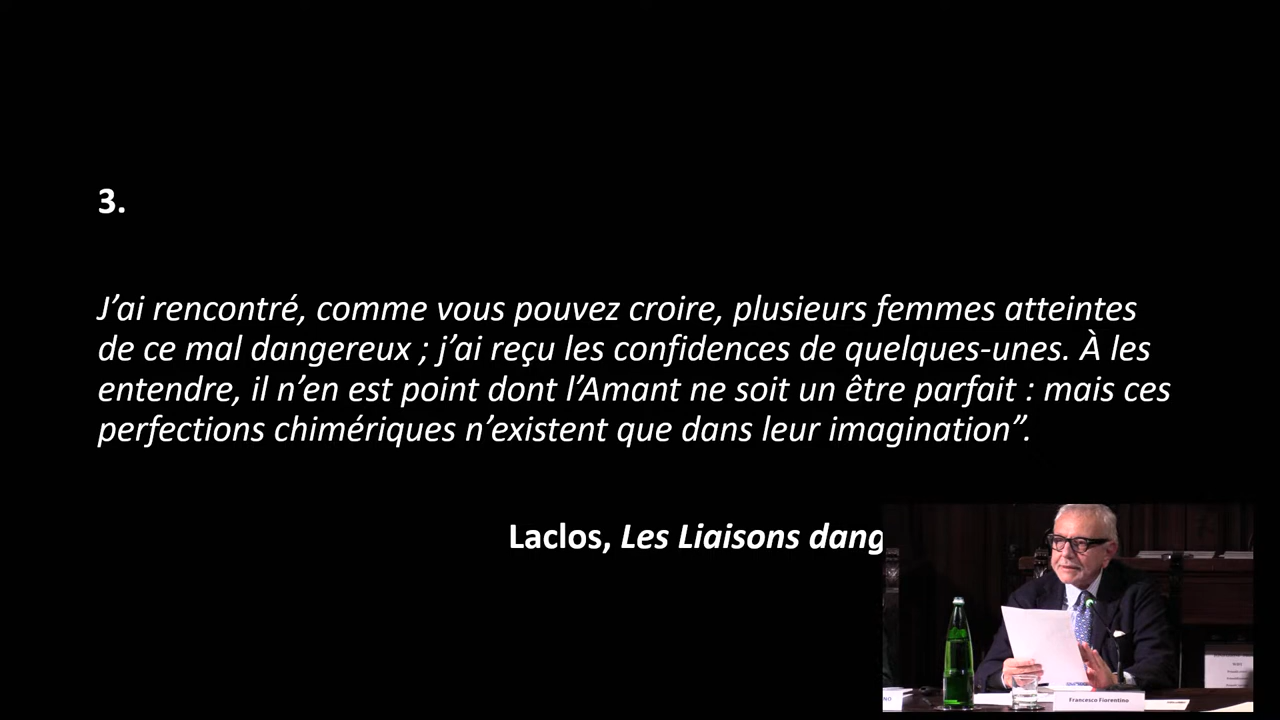 3.
J’ai rencontré, comme vous pouvez croire, plusieurs femmes atteintes
de ce mal dangereux ; j’ai reçu les confidences de quelques-unes. À les
entendre, il n’en est point dont l’Amant ne soit un être parfait : mais ces
perfections chimériques n’existent que dans leur imagination”.
Laclos, Les Liaisons dang
Francesco Fiorentino